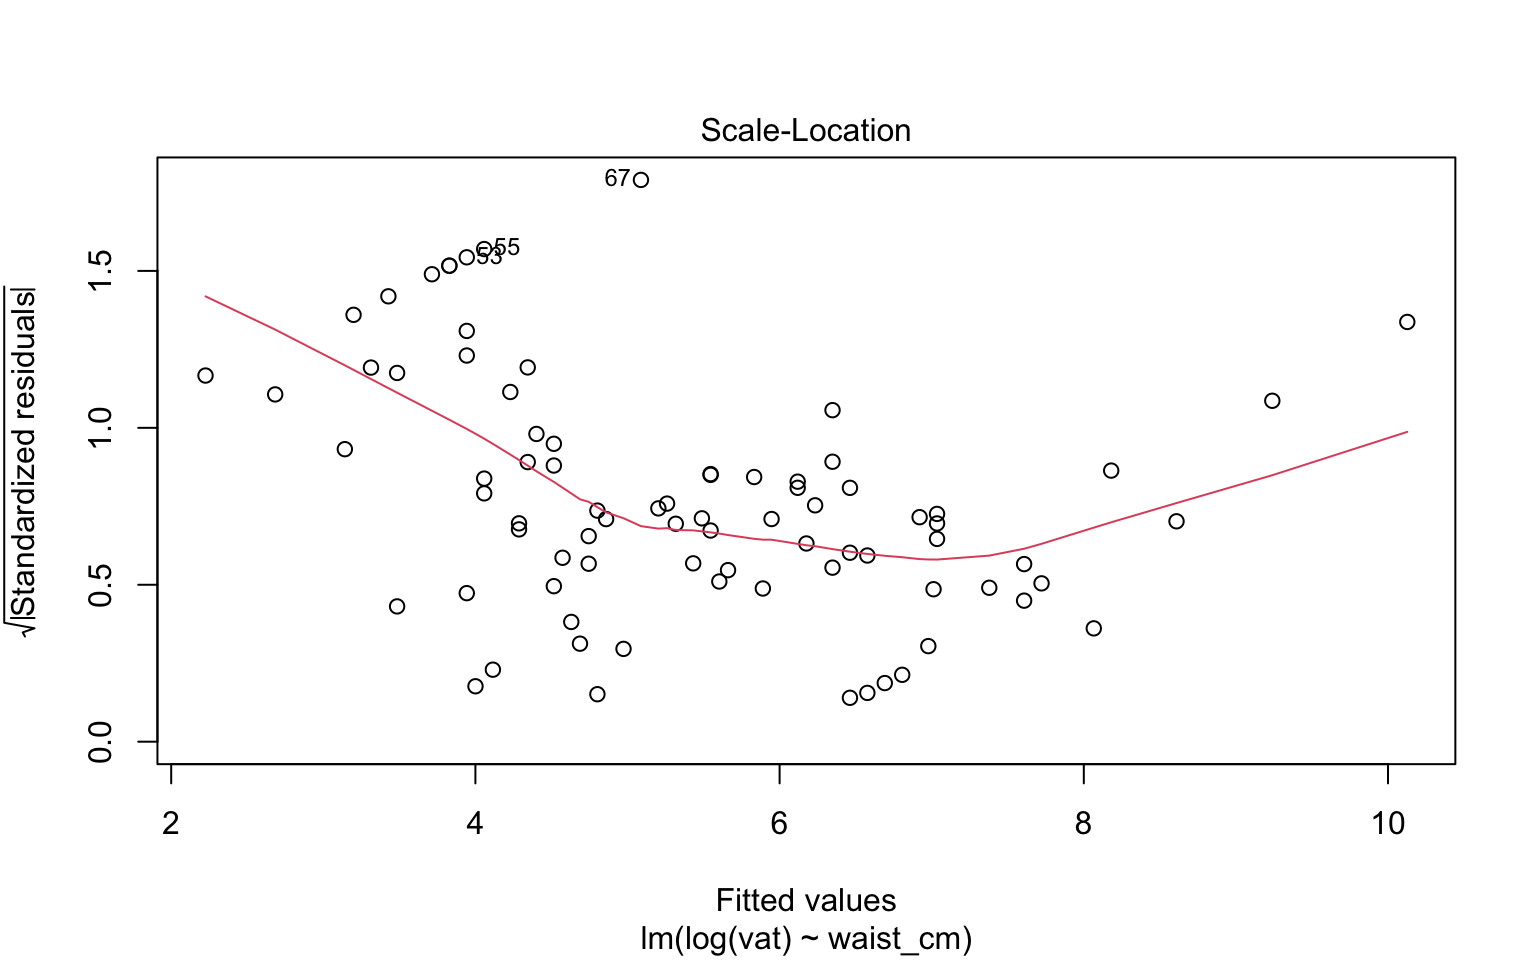 Scale-Location
√|Standardized residuals|
1.5
1.0
0.5
0.0
67
55
53
2 4 6 8 10
Fitted values
lm(log(vat) ~ waist_cm)